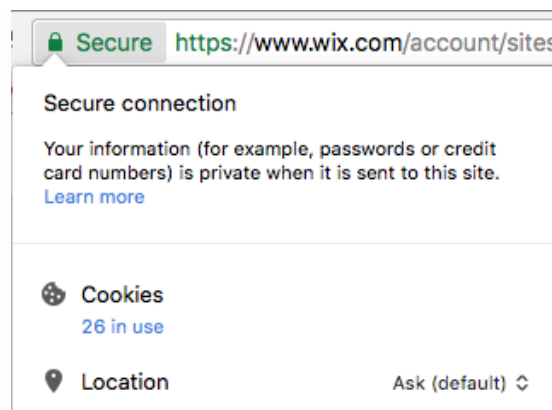 Secure https://www.wix.com/account/sites
Secure connection
Your information (for example, passwords or credit
card numbers) is private when it is sent to this site.
Learn more
Cookies
26 in use
Location Ask (default)